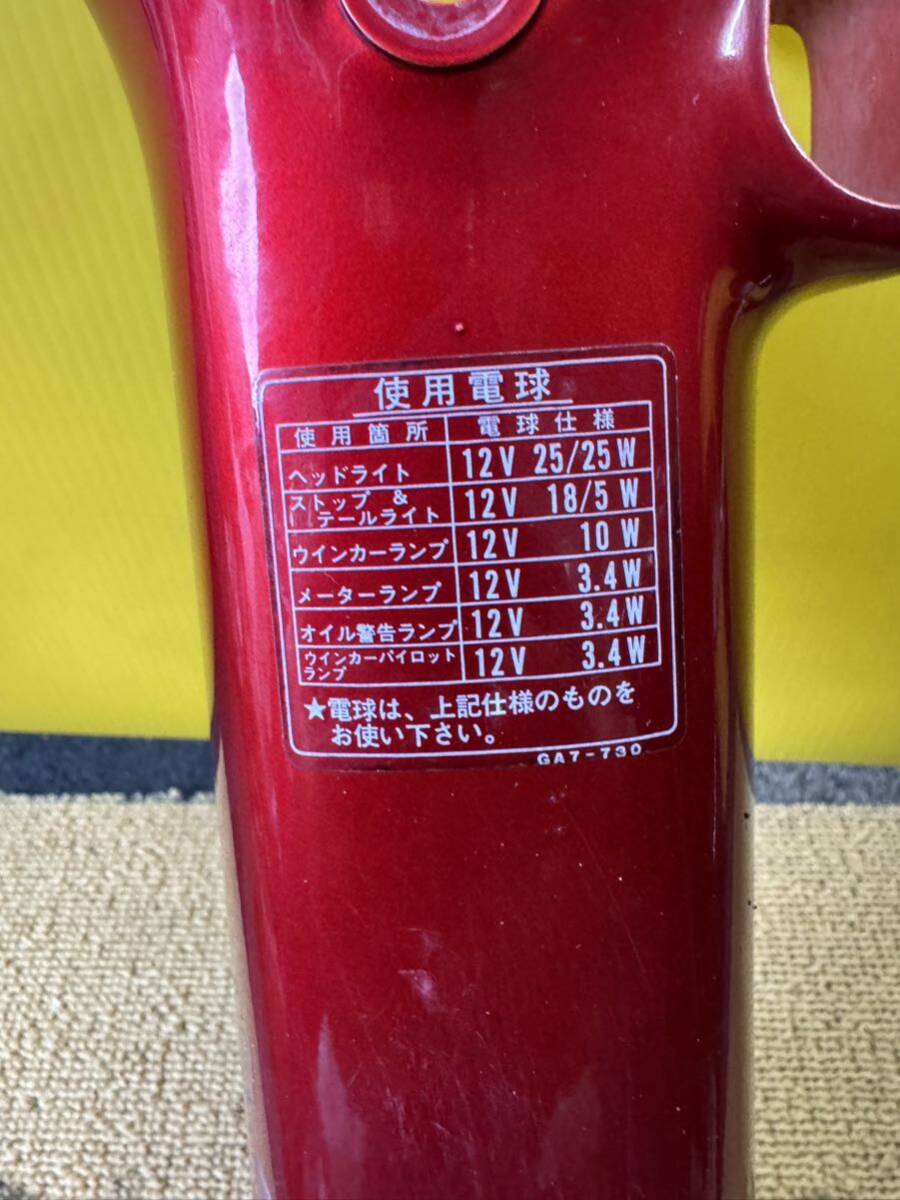 使用電球
使用箇所 電球仕様
ヘッドライト 12V 25/25W
ストップ &
テールライト 12V 18/5W
ウインカーランプ 12V 10W
メーターランプ 12V 3.4W
オイル警告ランプ 12V 3.4W
ウインカーパイロット
ランプ 12V 3.4W
★電球は、上記仕様のものを
お使い下さい。
GA7-730